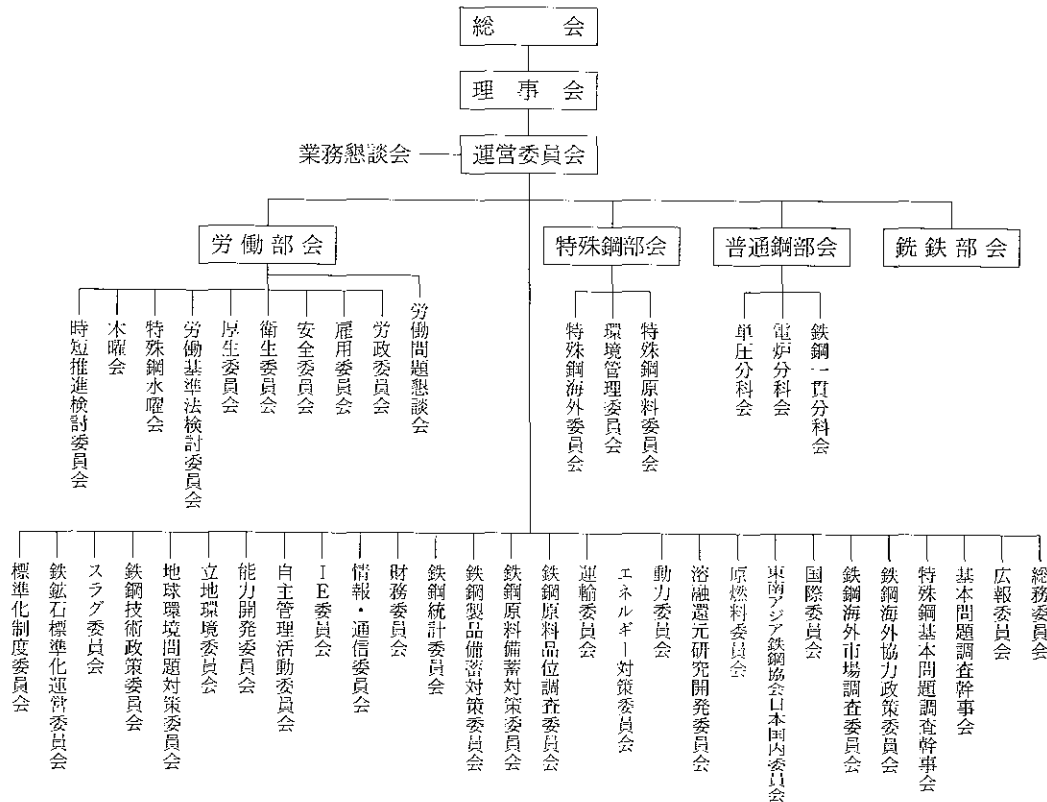 総会
理事会
業務懇談会
運営委員会
労働部会
特殊鋼部会
普通鋼部会
銑鉄部会
労働問題懇談会
労政委員会
雇用委員会
安全委員会
衛生委員会
厚生委員会
労働基準法検討委員会
特殊鋼水曜会
木曜会
時短推進検討委員会
特殊鋼原料委員会
環境管理委員会
特殊鋼海外委員会
鉄鋼一貫分科会
電炉分科会
単圧分科会
総務委員会
広報委員会
基本問題調査幹事会
特殊鋼基本問題調査幹事会
鉄鋼海外協力政策委員会
鉄鋼海外市場調査委員会
国際委員会
東南アジア鉄鋼協会日本国内委員会
原燃料委員会
溶融還元研究開発委員会
動力委員会
エネルギー対策委員会
運輸委員会
鉄鋼原料品位調査委員会
鉄鋼原料備蓄対策委員会
鉄鋼製品備蓄対策委員会
鉄鋼統計委員会
財務委員会
情報・通信委員会
IE委員会
自主管理活動委員会
能力開発委員会
立地環境委員会
地球環境問題対策委員会
鉄鋼技術政策委員会
スラグ委員会
鉄鉱石標準化運営委員会
標準化制度委員会